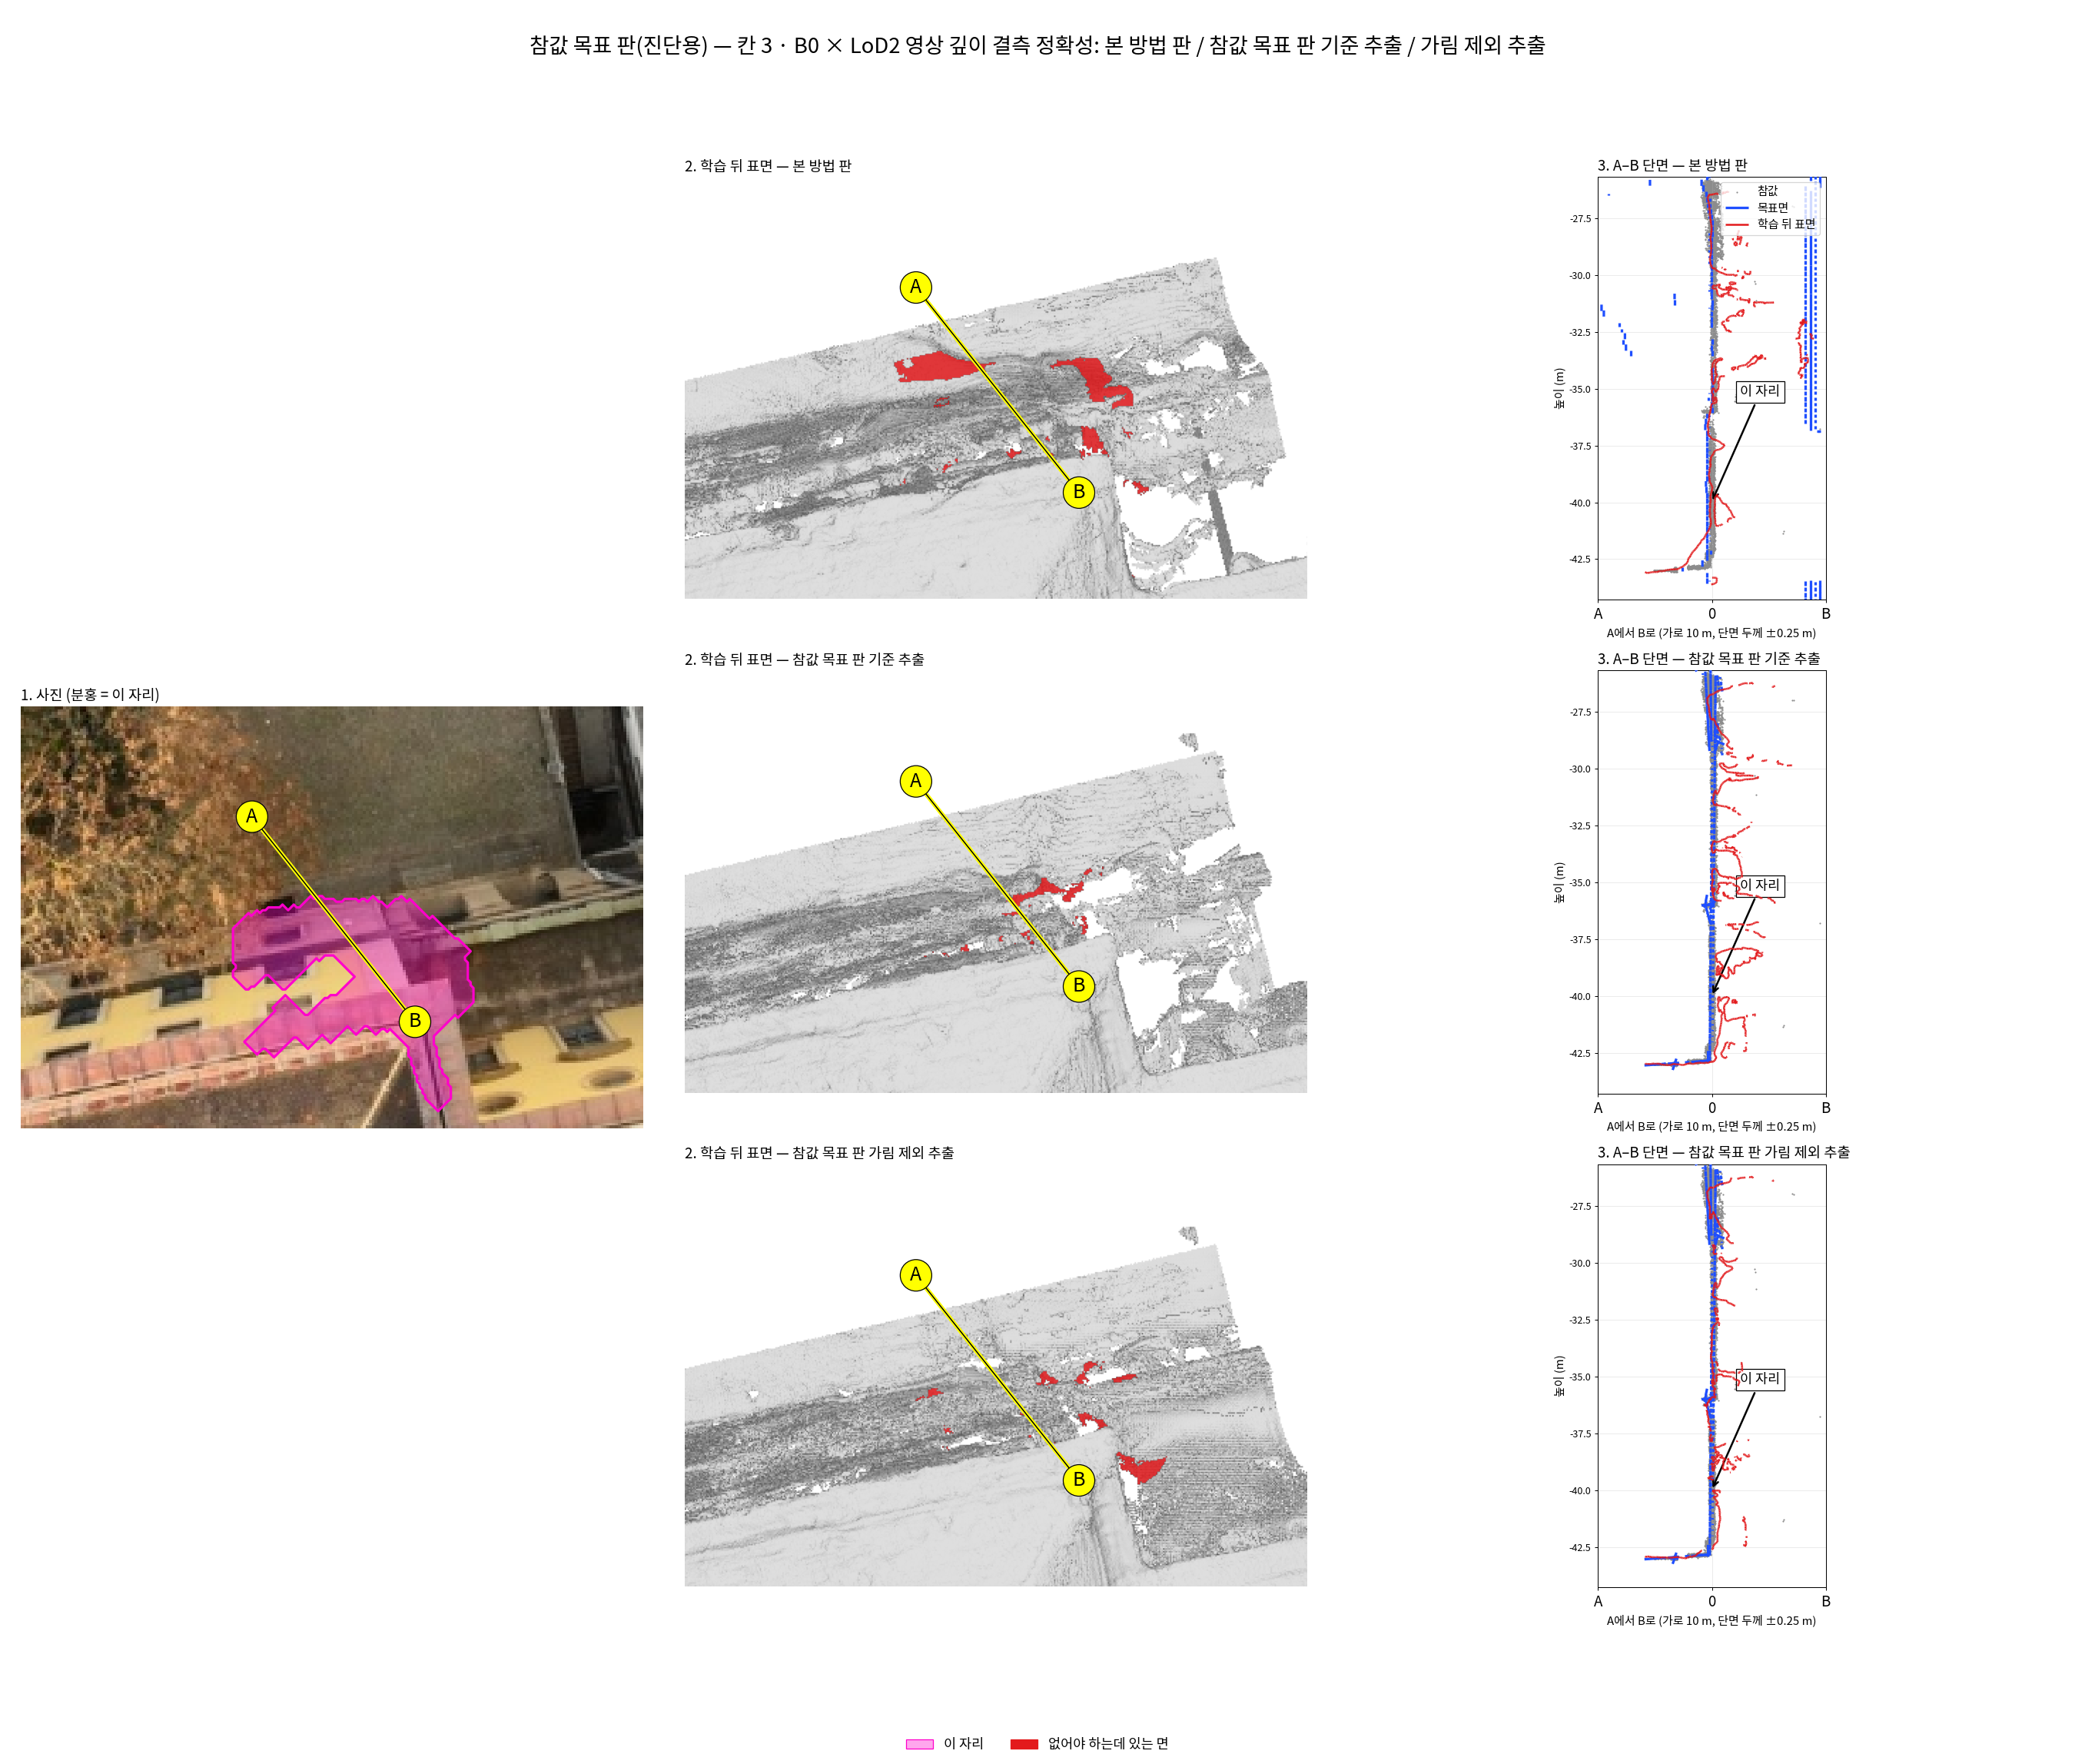 참값 목표 판(진단용) — 칸 3 · B0 × LoD2 영상 깊이 결측 정확성: 본 방법 판 / 참값 목표 판 기준 추출 / 가림 제외 추출
2. 학습 뒤 표면 — 본 방법 판
A
B
3. A–B 단면 — 본 방법 판
참값
목표면
학습 뒤 표면
이 자리
높이 (m)
-27.5
-30.0
-32.5
-35.0
-37.5
-40.0
-42.5
A
0
B
A에서 B로 (가로 10 m, 단면 두께 ±0.25 m)
1. 사진 (분홍 = 이 자리)
A
B
2. 학습 뒤 표면 — 참값 목표 판 기준 추출
A
B
3. A–B 단면 — 참값 목표 판 기준 추출
이 자리
높이 (m)
-27.5
-30.0
-32.5
-35.0
-37.5
-40.0
-42.5
A
0
B
A에서 B로 (가로 10 m, 단면 두께 ±0.25 m)
2. 학습 뒤 표면 — 참값 목표 판 가림 제외 추출
A
B
3. A–B 단면 — 참값 목표 판 가림 제외 추출
이 자리
높이 (m)
-27.5
-30.0
-32.5
-35.0
-37.5
-40.0
-42.5
A
0
B
A에서 B로 (가로 10 m, 단면 두께 ±0.25 m)
이 자리
없어야 하는데 있는 면